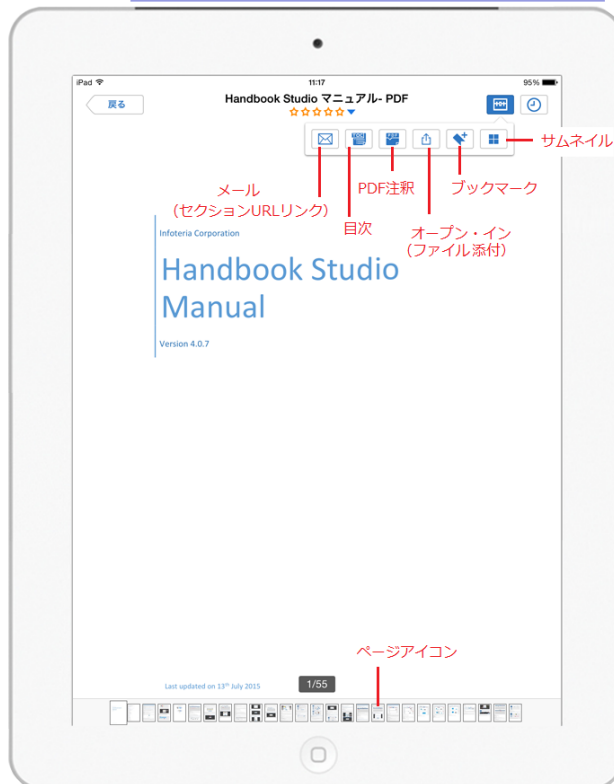 iPad 11:17 95%
戻る Handbook Studio マニュアル- PDF
サムネイル
メール
(セクションURLリンク)
目次
PDF注釈
オープン・イン
(ファイル添付)
ブックマーク
Infoteria Corporation
Handbook Studio
Manual
Version 4.0.7
ページアイコン
Last updated on 13th July 2015
1/55